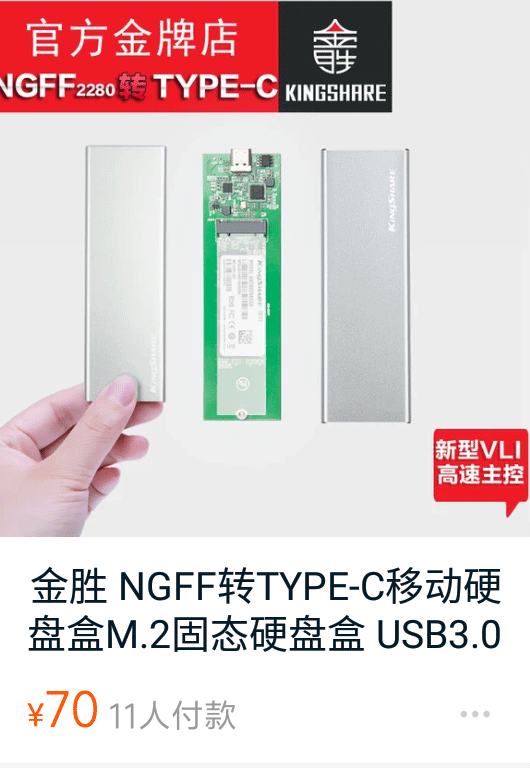 官方金牌店
NGFF2280转TYPE-C
金胜
KINGSHARE
KINGSHARE
KINGSHARE
KINGSHARE
新型VLI
高速主控
金胜 NGFF转TYPE-C移动硬
盘盒M.2固态硬盘盒 USB3.0
¥70 11人付款